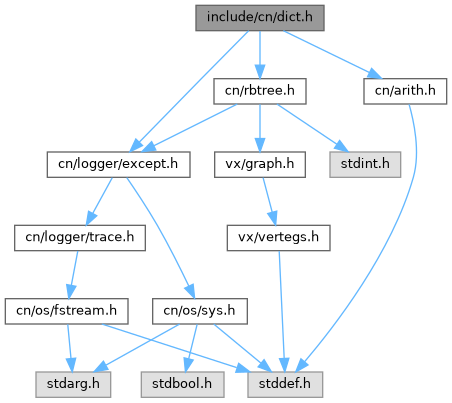 include/cn/dict.h
cn/rbtree.h
cn/arith.h
cn/logger/except.h
vx/graph.h
stdint.h
cn/logger/trace.h
vx/vertegs.h
cn/os/fstream.h
cn/os/sys.h
stdarg.h
stdbool.h
stddef.h